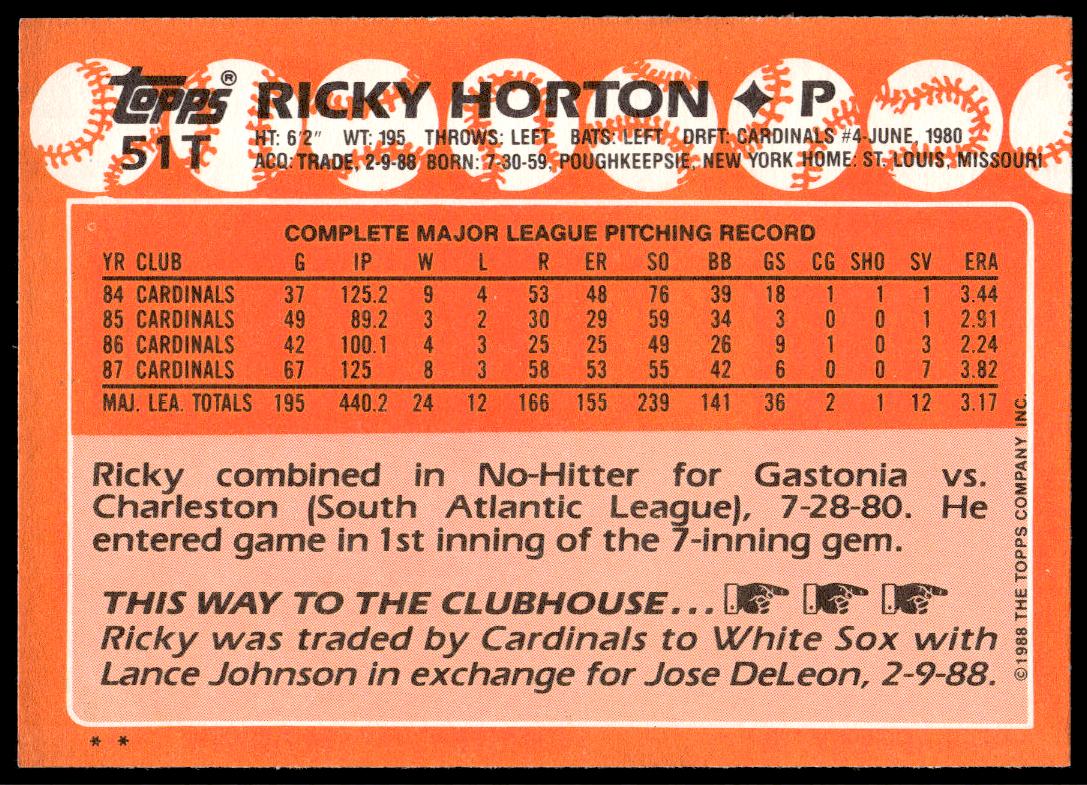 topps® RICKY HORTON ✦ P
51T HT: 6'2" WT: 195 THROWS: LEFT BATS: LEFT DRFT: CARDINALS #4-JUNE, 1980
ACQ: TRADE, 2-9-88 BORN: 7-30-59, POUGHKEEPSIE, NEW YORK HOME: ST. LOUIS, MISSOURI
COMPLETE MAJOR LEAGUE PITCHING RECORD
YR CLUB G IP W L R ER SO BB GS CG SHO SV ERA
84 CARDINALS 37 125.2 9 4 53 48 76 39 18 1 1 1 3.44
85 CARDINALS 49 89.2 3 2 30 29 59 34 3 0 0 1 2.91
86 CARDINALS 42 100.1 4 3 25 25 49 26 9 1 0 3 2.24
87 CARDINALS 67 125 8 3 58 53 55 42 6 0 0 7 3.82
MAJ. LEA. TOTALS 195 440.2 24 12 166 155 239 141 36 2 1 12 3.17
Ricky combined in No-Hitter for Gastonia vs.
Charleston (South Atlantic League), 7-28-80. He
entered game in 1st inning of the 7-inning gem.
THIS WAY TO THE CLUBHOUSE...
Ricky was traded by Cardinals to White Sox with
Lance Johnson in exchange for Jose DeLeon, 2-9-88.
©1988 THE TOPPS COMPANY INC.
* *